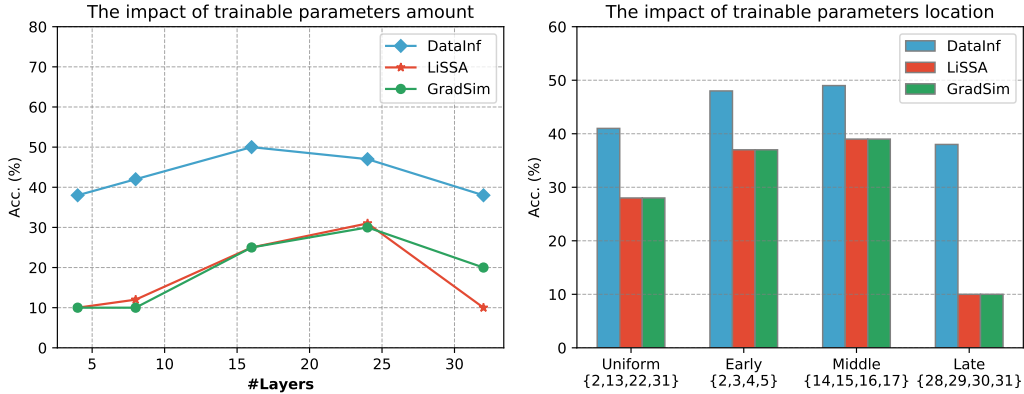 The impact of trainable parameters amount
80
70
60
50
40
30
20
10
0
Acc. (%)
5 10 15 20 25 30
#Layers
DataInf
LiSSA
GradSim
The impact of trainable parameters location
60
50
40
30
20
10
0
Acc. (%)
Uniform Early Middle Late
{2,13,22,31} {2,3,4,5} {14,15,16,17} {28,29,30,31}
DataInf
LiSSA
GradSim